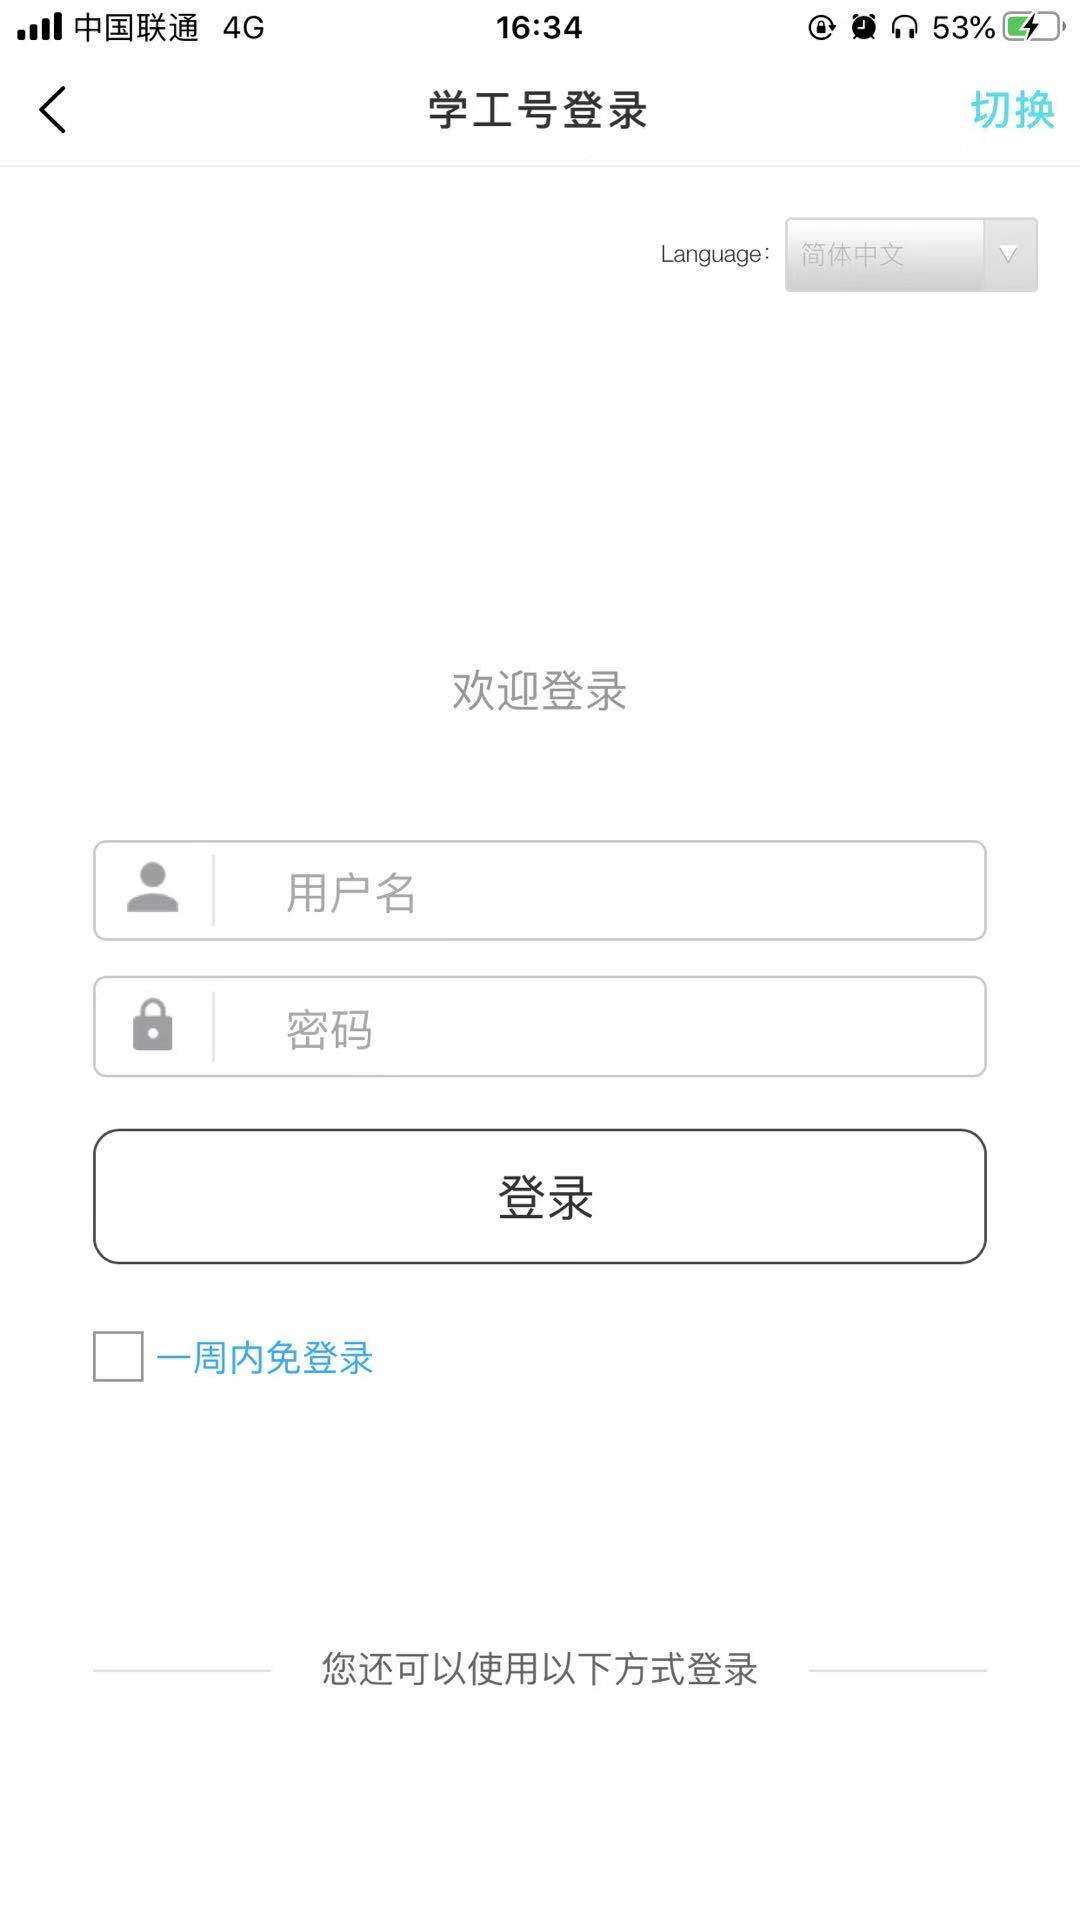 中国联通 4G 16:34 53%
学工号登录 切换
Language: 简体中文
欢迎登录
用户名
密码
登录
一周内免登录
您还可以使用以下方式登录